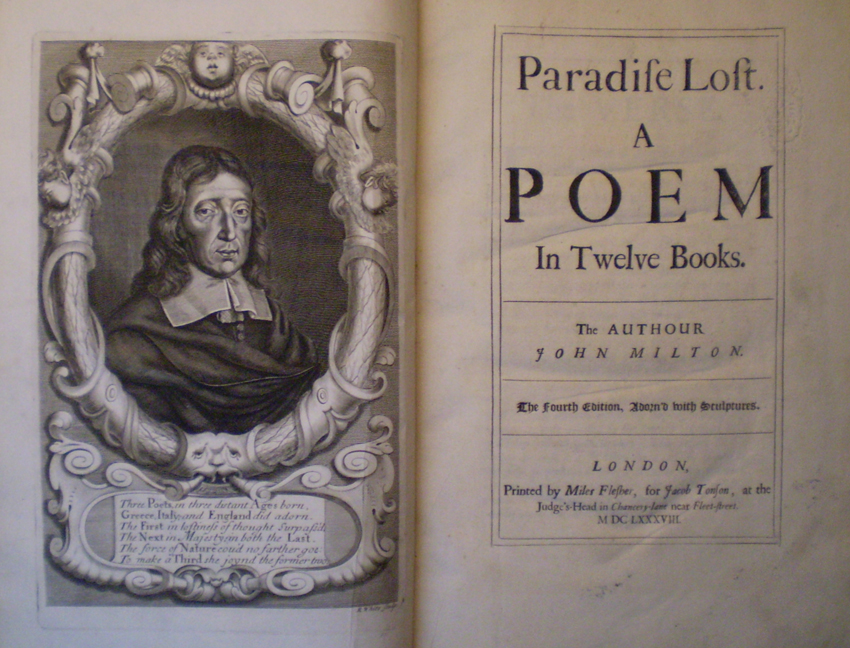 Three Poets, in three distant Ages born,
Greece, Italy, and England did adorn.
The First in loftiness of thought Surpass'd;
The Next in Majesty; in both the Last.
The force of Nature coud no farther goe:
To make a Third she joynd the former two.
R. White sculp.
Paradiſe Loſt.
A
POEM
In Twelve Books.
The AUTHOUR
JOHN MILTON.
The Fourth Edition, Adorn'd with Sculptures.
LONDON,
Printed by Miles Fleſher, for Jacob Tonſon, at the
Judge's-Head in Chancery-lane near Fleet-ſtreet.
M DC LXXXVIII.